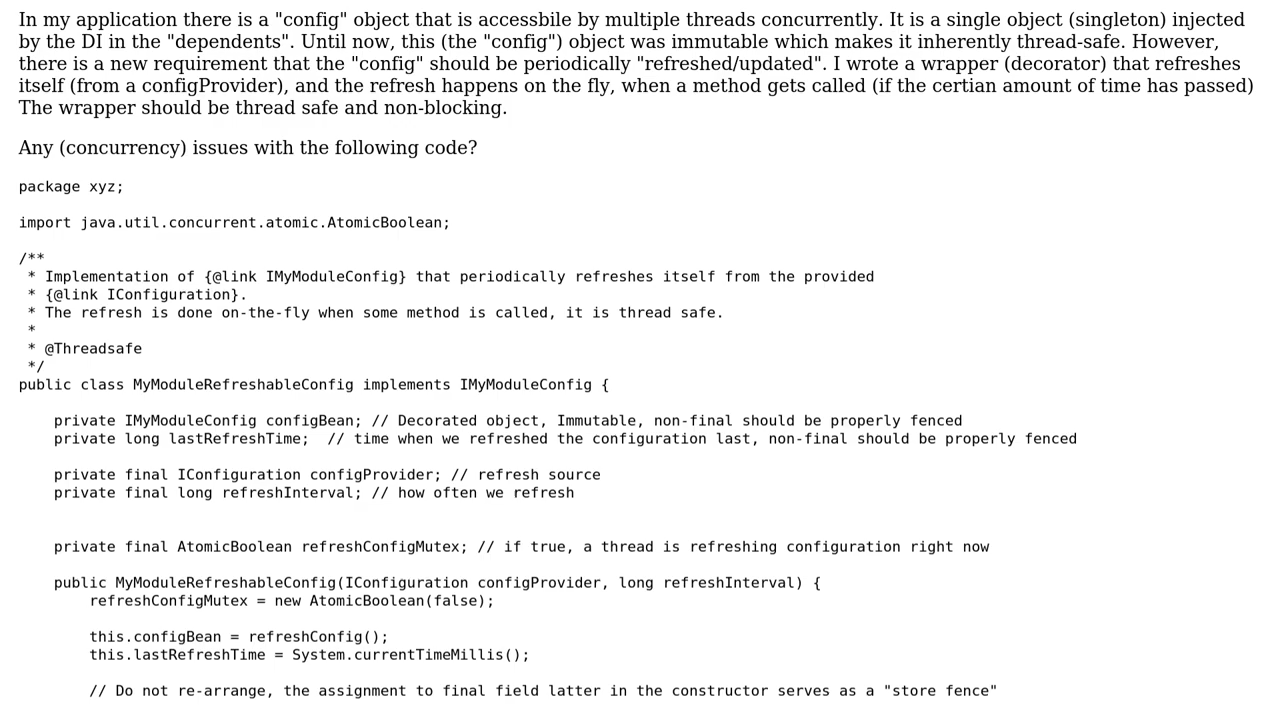 In my application there is a "config" object that is accessbile by multiple threads concurrently. It is a single object (singleton) injected
by the DI in the "dependents". Until now, this (the "config") object was immutable which makes it inherently thread-safe. However,
there is a new requirement that the "config" should be periodically "refreshed/updated". I wrote a wrapper (decorator) that refreshes
itself (from a configProvider), and the refresh happens on the fly, when a method gets called (if the certian amount of time has passed)
The wrapper should be thread safe and non-blocking.
Any (concurrency) issues with the following code?
package xyz;
import java.util.concurrent.atomic.AtomicBoolean;
/**
 * Implementation of {@link IMyModuleConfig} that periodically refreshes itself from the provided
 * {@link IConfiguration}.
 * The refresh is done on-the-fly when some method is called, it is thread safe.
 *
 * @Threadsafe
 */
public class MyModuleRefreshableConfig implements IMyModuleConfig {
    private IMyModuleConfig configBean; // Decorated object, Immutable, non-final should be properly fenced
    private long lastRefreshTime;  // time when we refreshed the configuration last, non-final should be properly fenced
    private final IConfiguration configProvider; // refresh source
    private final long refreshInterval; // how often we refresh
    private final AtomicBoolean refreshConfigMutex; // if true, a thread is refreshing configuration right now
    public MyModuleRefreshableConfig(IConfiguration configProvider, long refreshInterval) {
        refreshConfigMutex = new AtomicBoolean(false);
        this.configBean = refreshConfig();
        this.lastRefreshTime = System.currentTimeMillis();
        // Do not re-arrange, the assignment to final field latter in the constructor serves as a "store fence"